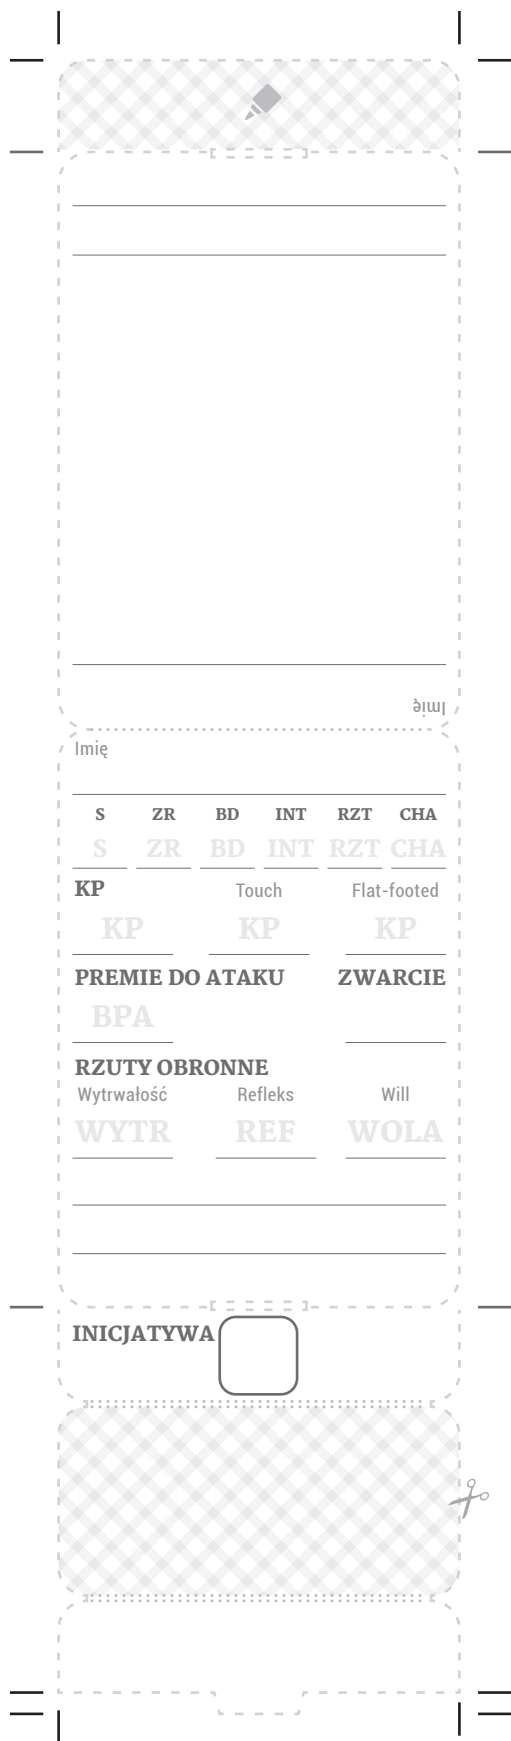 Imię
Imię
S ZR BD INT RZT CHA
S ZR BD INT RZT CHA
KP Touch Flat-footed
KP KP KP
PREMIE DO ATAKU ZWARCIE
BPA
RZUTY OBRONNE
Wytrwałość Refleks Will
WYTR REF WOLA
INICJATYWA